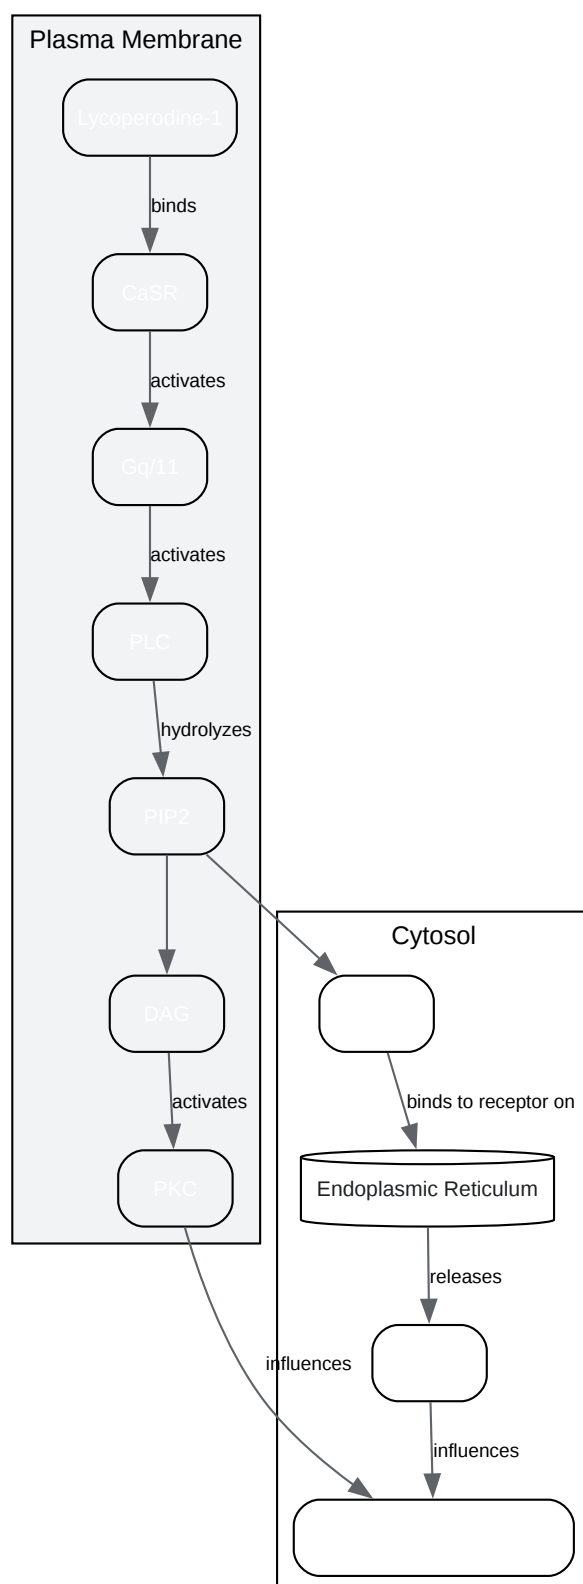 Plasma Membrane
Lycoperodine-1
binds
CaSR
activates
Gq/11
activates
PLC
hydrolyzes
PIP2
Cytosol
DAG
activates
binds to receptor on
PKC
Endoplasmic Reticulum
releases
influences
influences